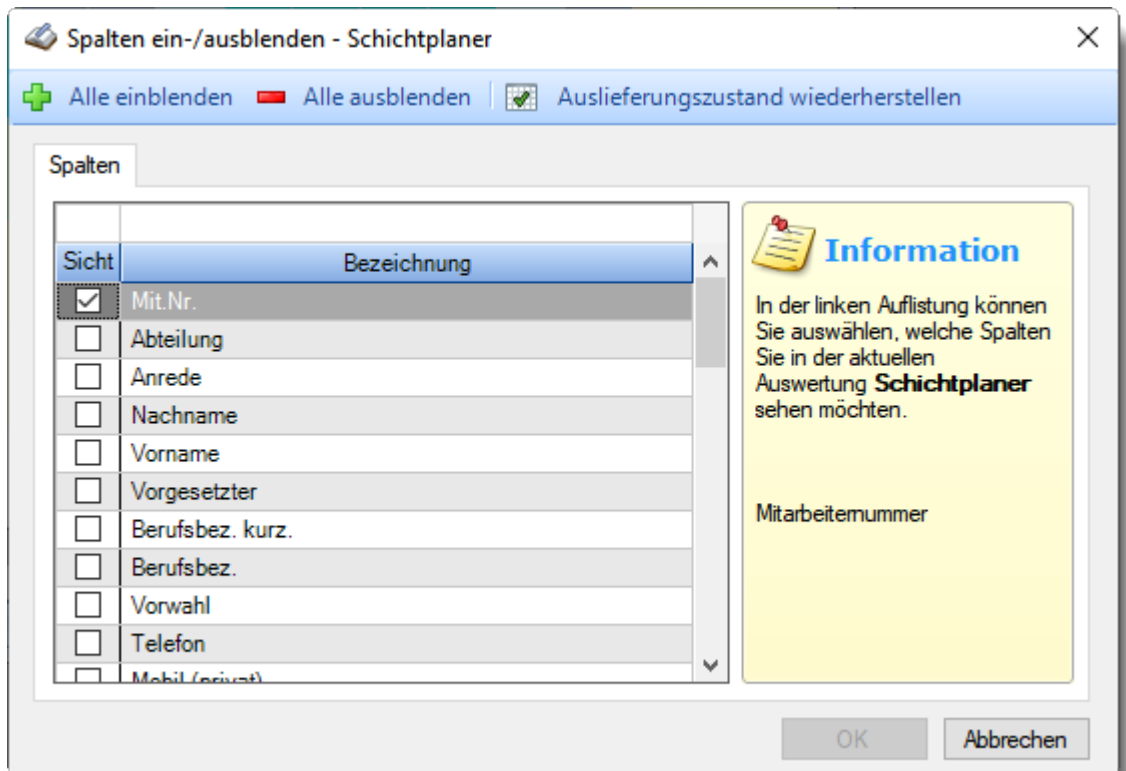 Spalten ein-/ausblenden - Schichtplaner
Alle einblenden Alle ausblenden Auslieferungszustand wiederherstellen
Spalten
Sicht Bezeichnung
Mit.Nr.
Abteilung
Anrede
Nachname
Vorname
Vorgesetzter
Berufsbez. kurz.
Berufsbez.
Vorwahl
Telefon
Mobil (privat)
Information
In der linken Auflistung können
Sie auswählen, welche Spalten
Sie in der aktuellen
Auswertung Schichtplaner
sehen möchten.
Mitarbeiternummer
OK Abbrechen